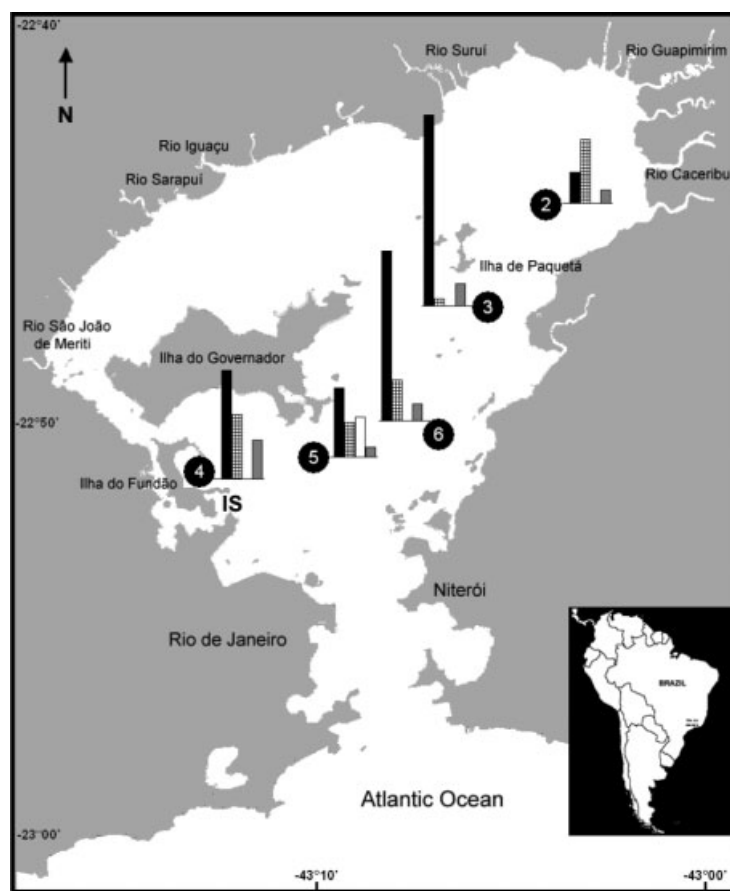 -22°40'
Rio Suruí
Rio Guapimirim
N
Rio Iguaçu
Rio Sarapuí
Rio Caceribu
2
Ilha de Paquetá
3
Rio São João
de Meriti
Ilha do Governador
-22°50'
6
5
4
Ilha do Fundão
IS
Niterói
Rio de Janeiro
BRAZIL
Atlantic Ocean
-23°00'
-43°10'
-43°00'